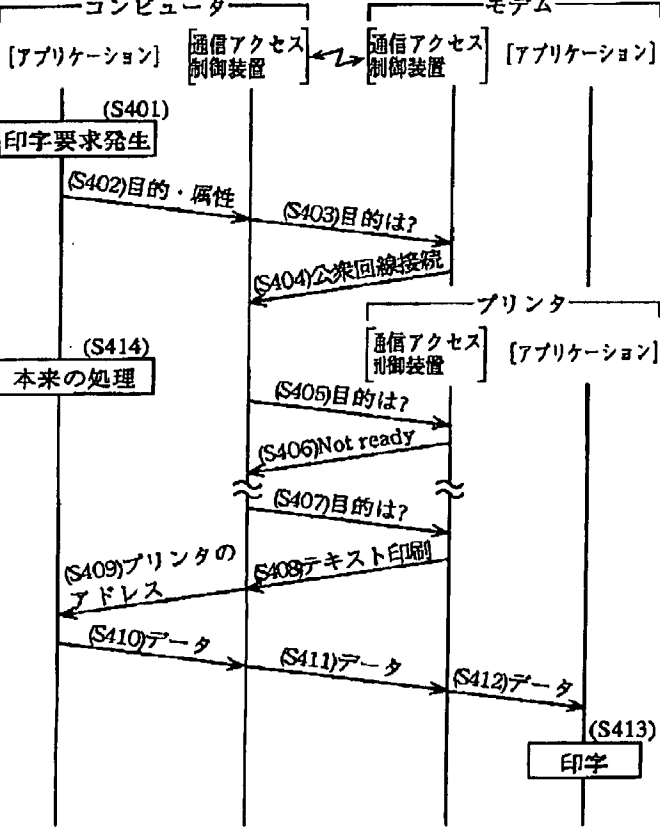 コンピュータ
モデム
[アプリケーション]
[通信アクセス
制御装置]
[通信アクセス
制御装置]
[アプリケーション]
(S401)
印字要求発生
(S402)目的・属性
(S403)目的は?
(S404)公衆回線接続
プリンタ
[通信アクセス
制御装置]
[アプリケーション]
(S414)
本来の処理
(S405)目的は?
(S406)Not ready
(S407)目的は?
(S408)テキスト印刷
(S409)プリンタの
アドレス
(S410)データ
(S411)データ
(S412)データ
(S413)
印字